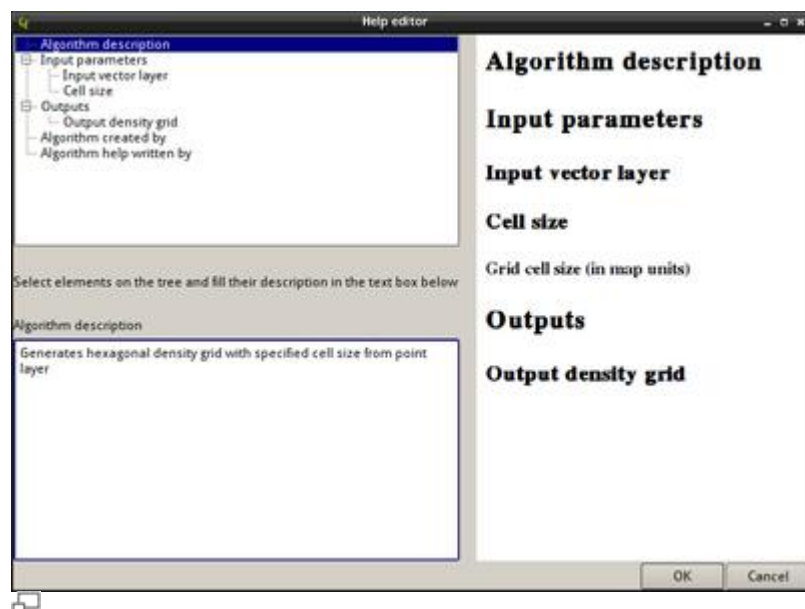 Help editor
Algorithm description
Input parameters
Input vector layer
Cell size
Outputs
Output density grid
Algorithm created by
Algorithm help written by
Select elements on the tree and fill their description in the text box below
Algorithm description
Generates hexagonal density grid with specified cell size from point
layer
Algorithm description
Input parameters
Input vector layer
Cell size
Grid cell size (in map units)
Outputs
Output density grid
OK Cancel